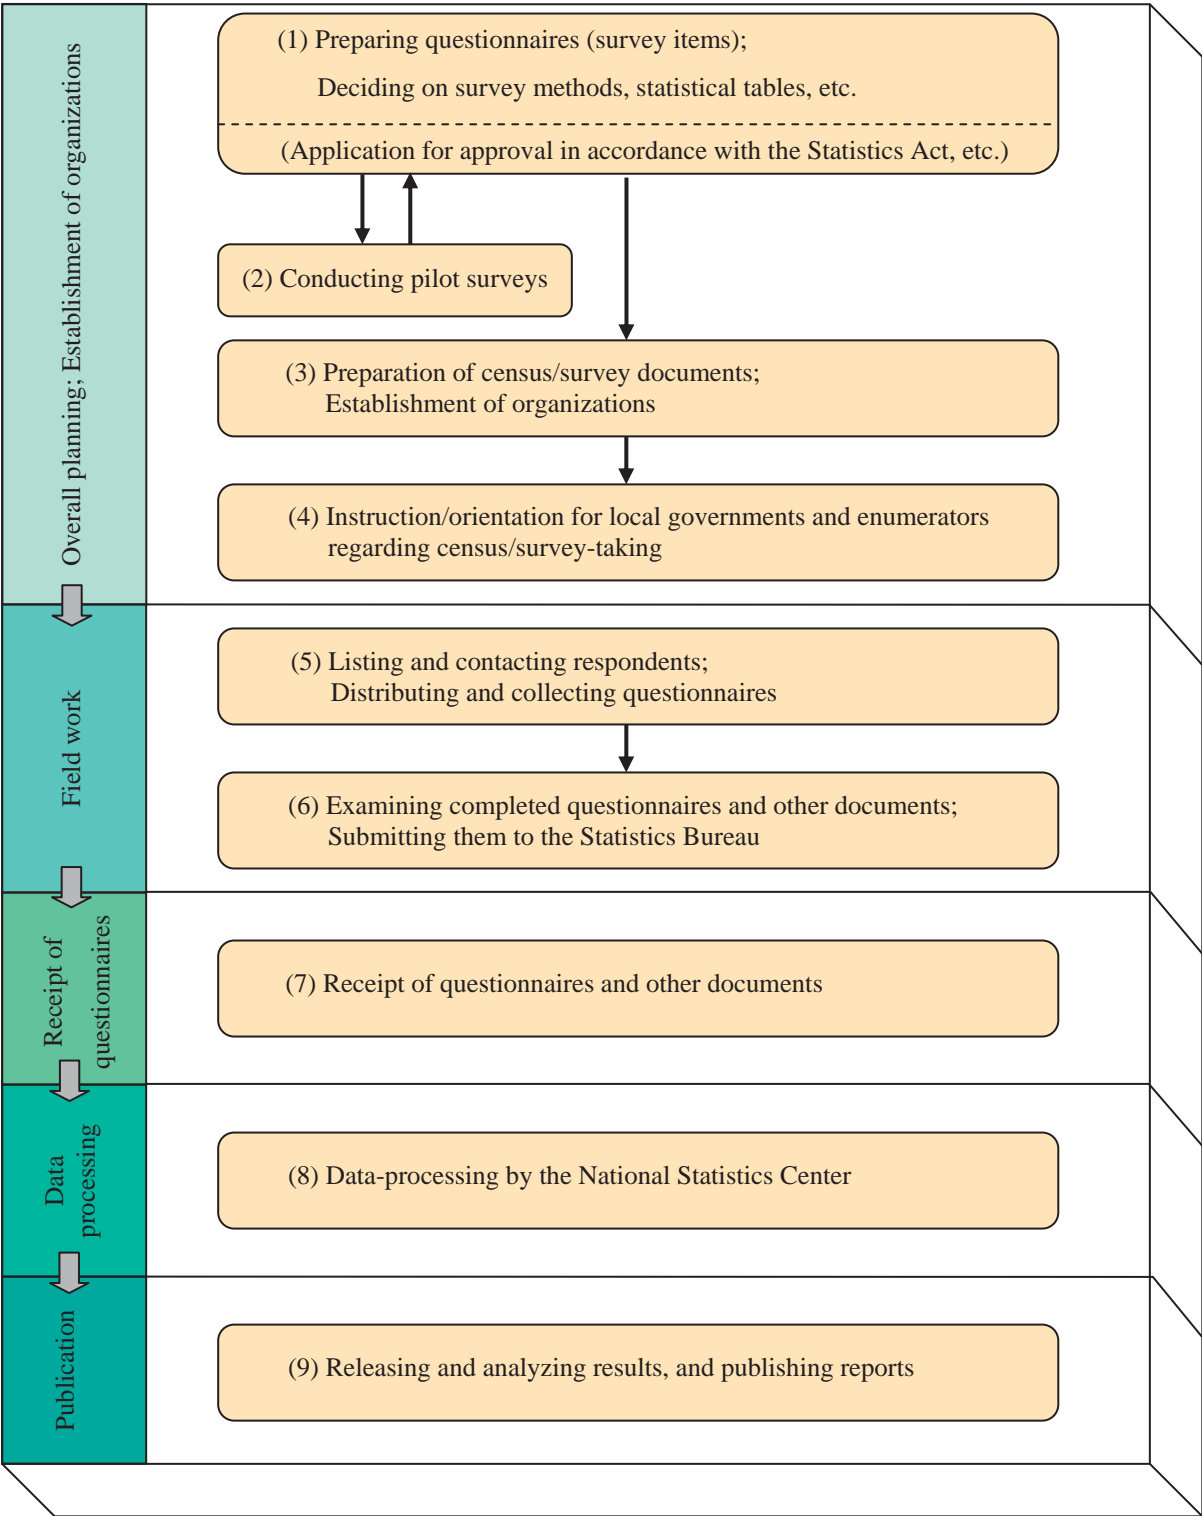 Overall planning; Establishment of organizations
(1) Preparing questionnaires (survey items);
Deciding on survey methods, statistical tables, etc.
(Application for approval in accordance with the Statistics Act, etc.)
(2) Conducting pilot surveys
(3) Preparation of census/survey documents;
Establishment of organizations
(4) Instruction/orientation for local governments and enumerators
regarding census/survey-taking
Field work
(5) Listing and contacting respondents;
Distributing and collecting questionnaires
(6) Examining completed questionnaires and other documents;
Submitting them to the Statistics Bureau
Receipt of
questionnaires
(7) Receipt of questionnaires and other documents
Data
processing
(8) Data-processing by the National Statistics Center
Publication
(9) Releasing and analyzing results, and publishing reports